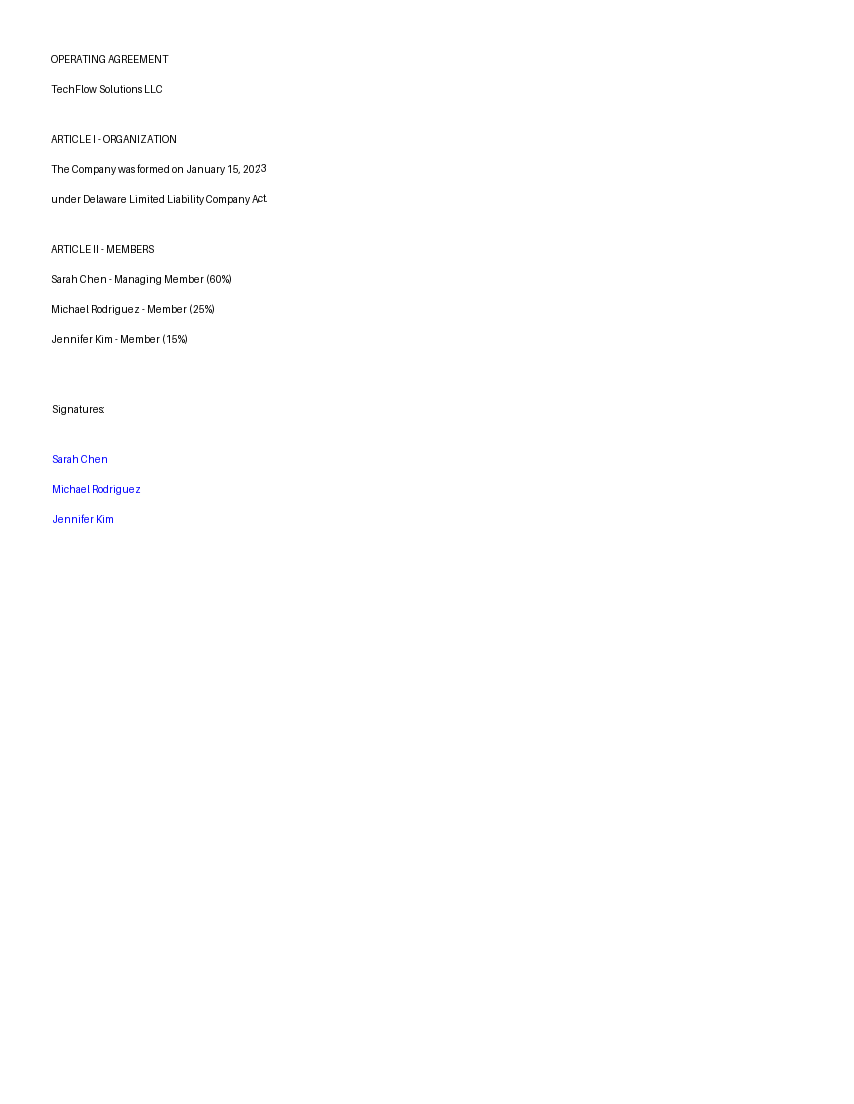 OPERATING AGREEMENT
TechFlow Solutions LLC
ARTICLE I - ORGANIZATION
The Company was formed on January 15, 2023
under Delaware Limited Liability Company Act.
ARTICLE II - MEMBERS
Sarah Chen - Managing Member (60%)
Michael Rodriguez - Member (25%)
Jennifer Kim - Member (15%)
Signatures:
Sarah Chen
Michael Rodriguez
Jennifer Kim